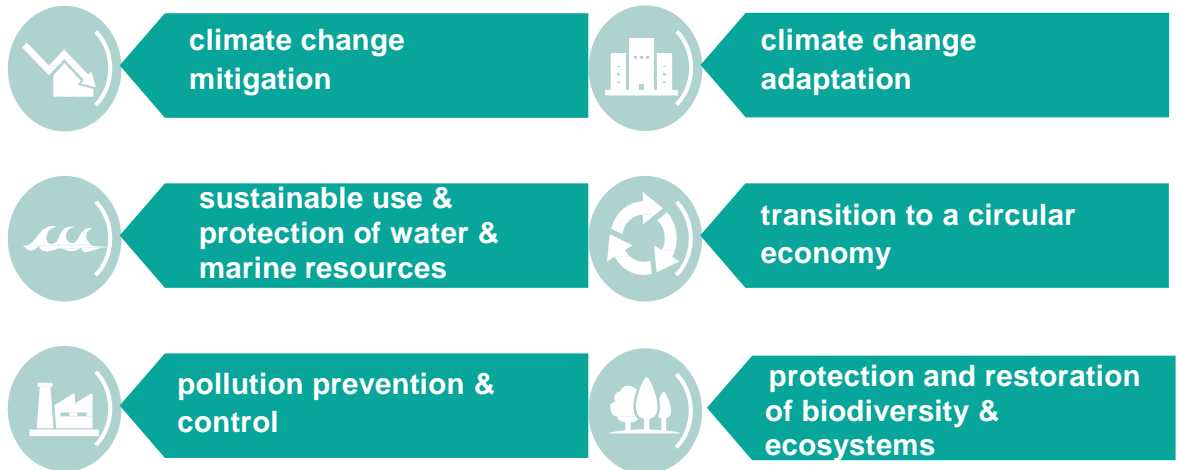 climate change
mitigation
climate change
adaptation
sustainable use &
protection of water &
marine resources
transition to a circular
economy
pollution prevention &
control
protection and restoration
of biodiversity &
ecosystems